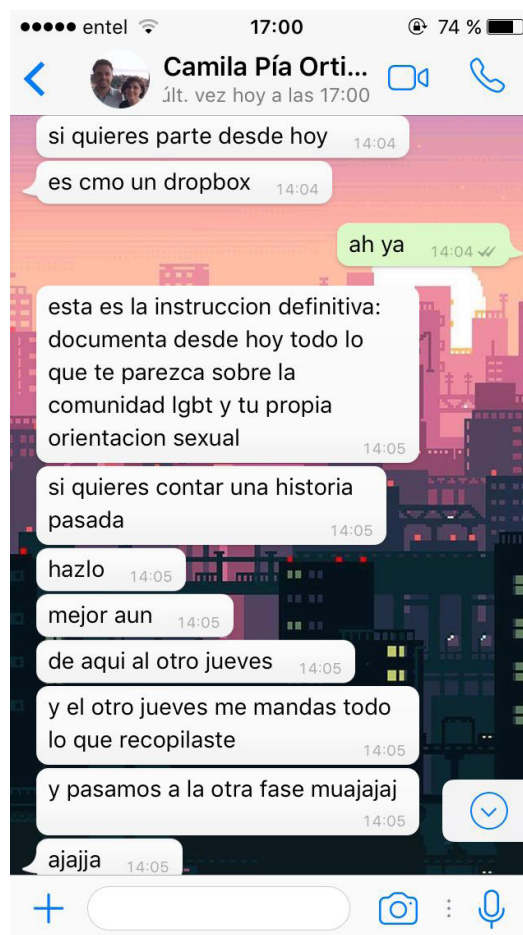 entel 17:00 74 %
Camila Pía Orti...
últ. vez hoy a las 17:00
si quieres parte desde hoy 14:04
es cmo un dropbox 14:04
ah ya 14:04
esta es la instruccion definitiva:
documenta desde hoy todo lo
que te parezca sobre la
comunidad lgbt y tu propia
orientacion sexual
14:05
si quieres contar una historia
pasada 14:05
hazlo 14:05
mejor aun 14:05
de aqui al otro jueves 14:05
y el otro jueves me mandas todo
lo que recopilaste 14:05
y pasamos a la otra fase muajajaj
14:05
ajajja 14:05